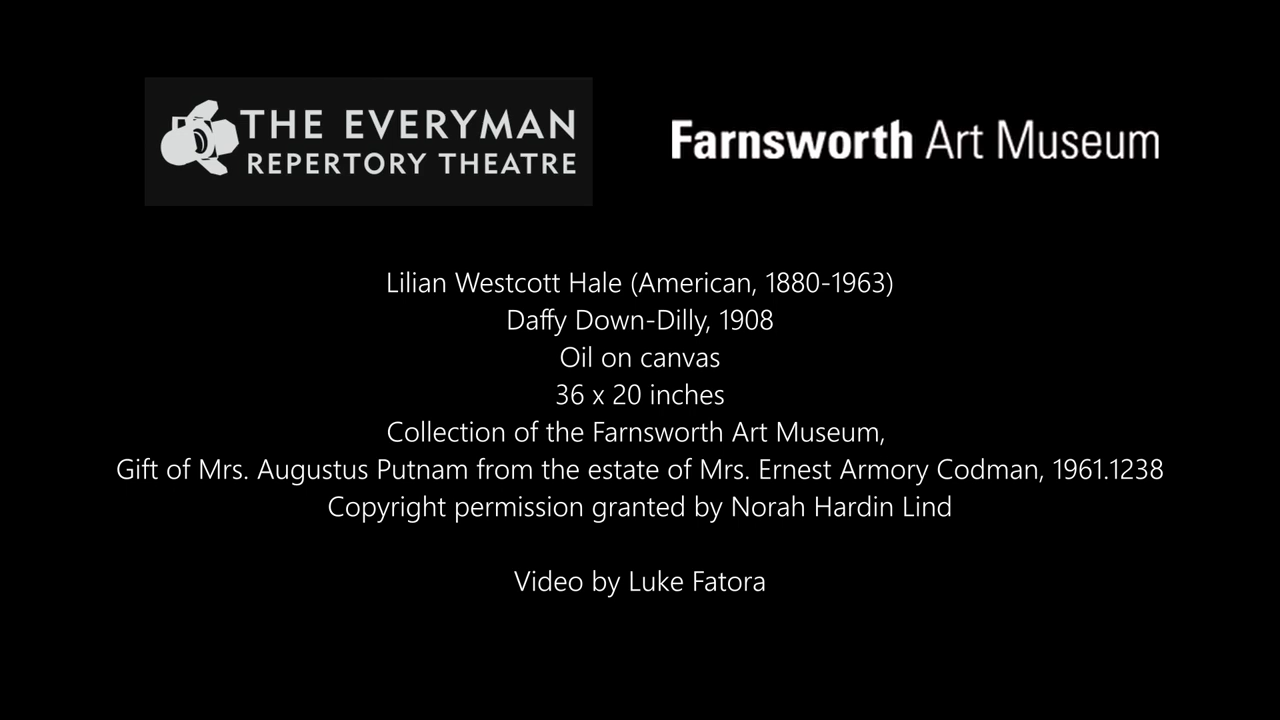 THE EVERYMAN
REPERTORY THEATRE
Farnsworth Art Museum
Lilian Westcott Hale (American, 1880-1963)
Daffy Down-Dilly, 1908
Oil on canvas
36 x 20 inches
Collection of the Farnsworth Art Museum,
Gift of Mrs. Augustus Putnam from the estate of Mrs. Ernest Armory Codman, 1961.1238
Copyright permission granted by Norah Hardin Lind
Video by Luke Fatora